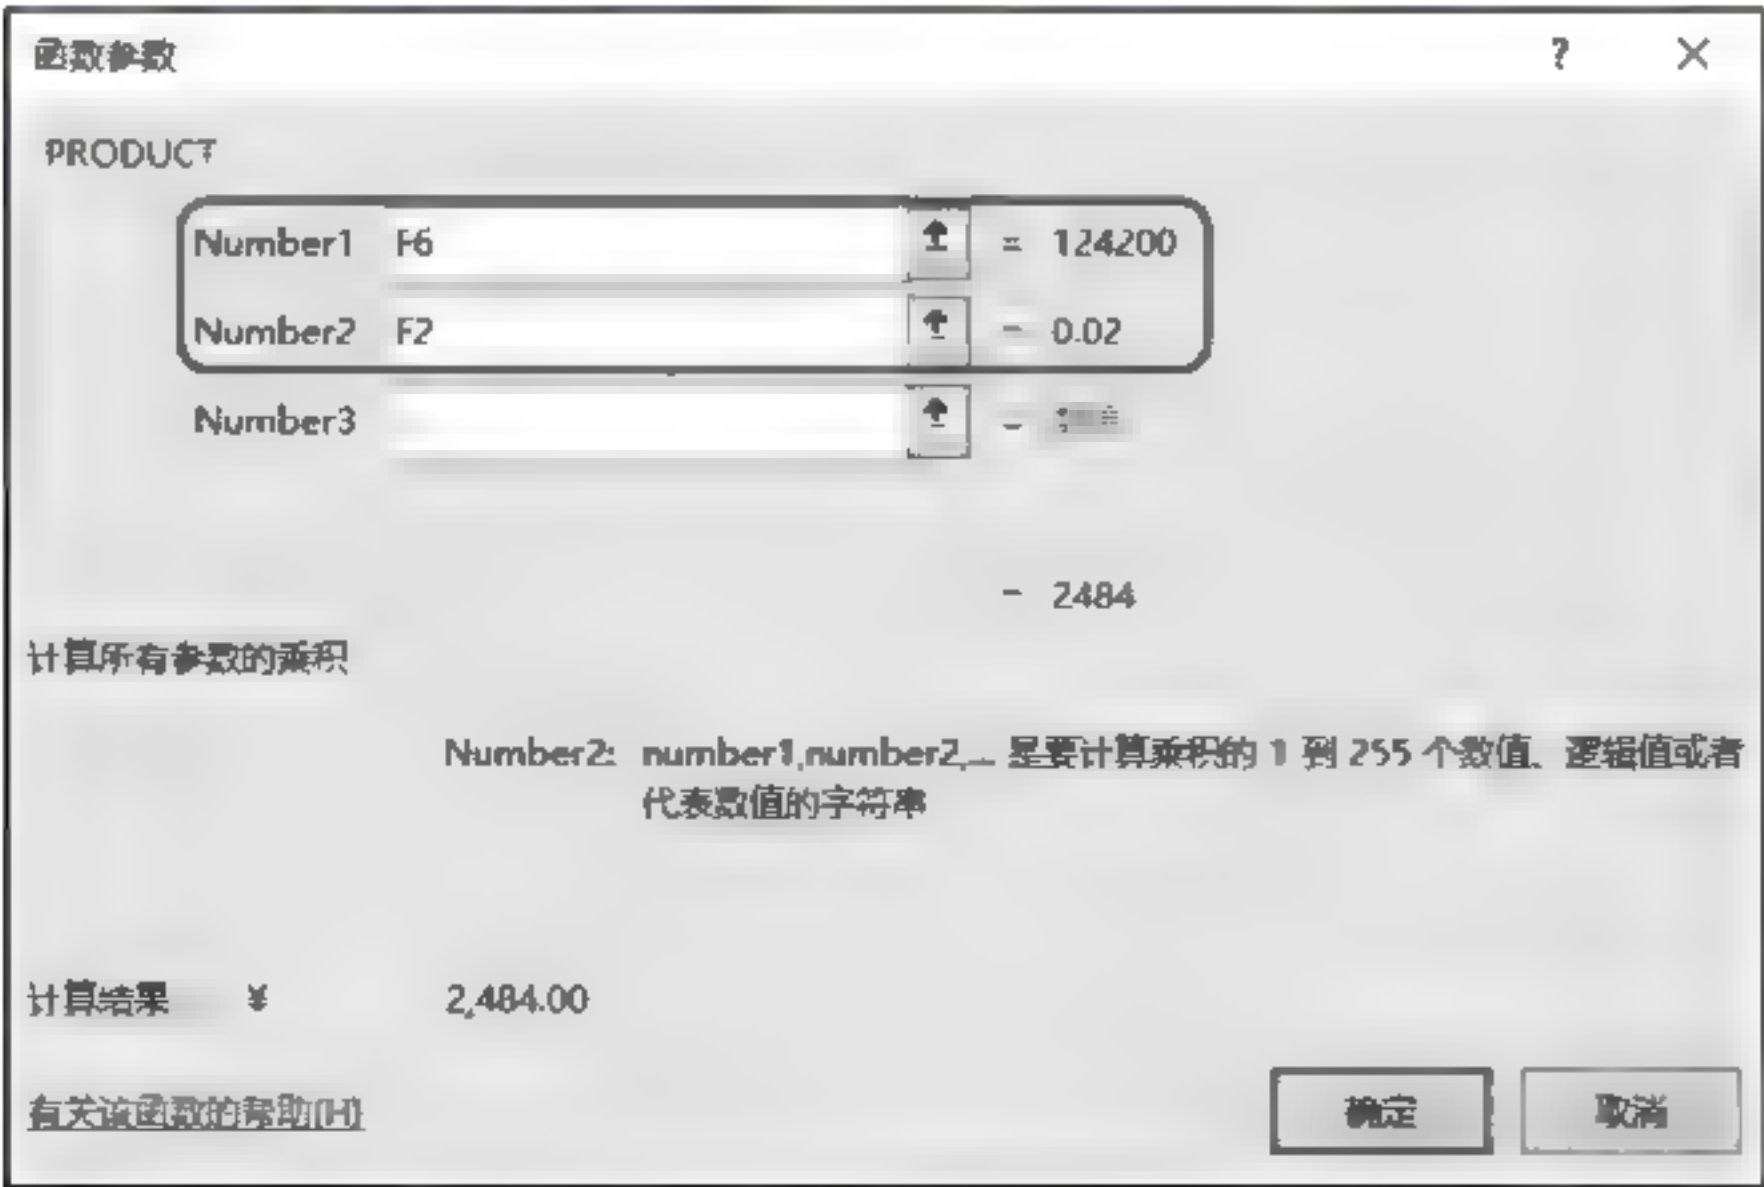 函数参数 ? ×
PRODUCT
Number1 F6 = 124200
Number2 F2 = 0.02
Number3 =
= 2484
计算所有参数的乘积
Number2: number1,number2,... 是要计算乘积的 1 到 255 个数值、逻辑值或者
代表数值的字符串
计算结果 ¥ 2,484.00
有关该函数的帮助(H)
确定 取消